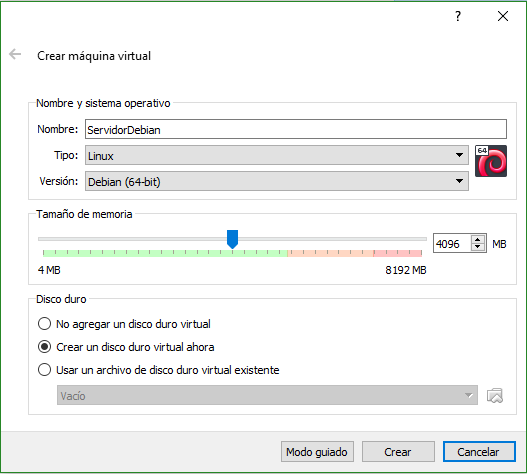 ?
Crear máquina virtual
Nombre y sistema operativo
Nombre: ServidorDebian
Tipo: Linux
64
Versión: Debian (64-bit)
Tamaño de memoria
4096 MB
4 MB 8192 MB
Disco duro
No agregar un disco duro virtual
Crear un disco duro virtual ahora
Usar un archivo de disco duro virtual existente
Vacío
Modo guiado Crear Cancelar